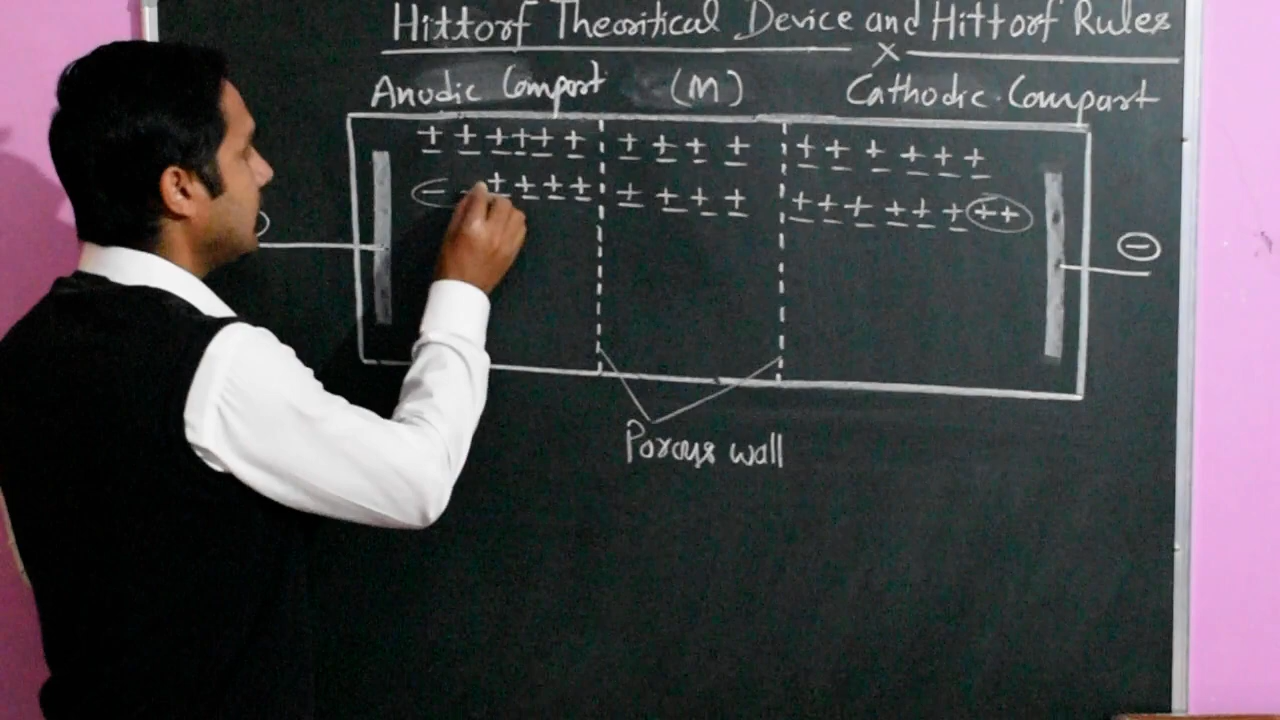 Hittorf Theoritical Device and Hittorf Rules
x
Anodic Compart (M) Cathodic Compart
± ± ± ± ± ± ± ± ± ± ± ± ± ± ± ±
(- - ± ± ± ± ± ± ± ± ± ± ± ± ± ± ++
-
Porous wall